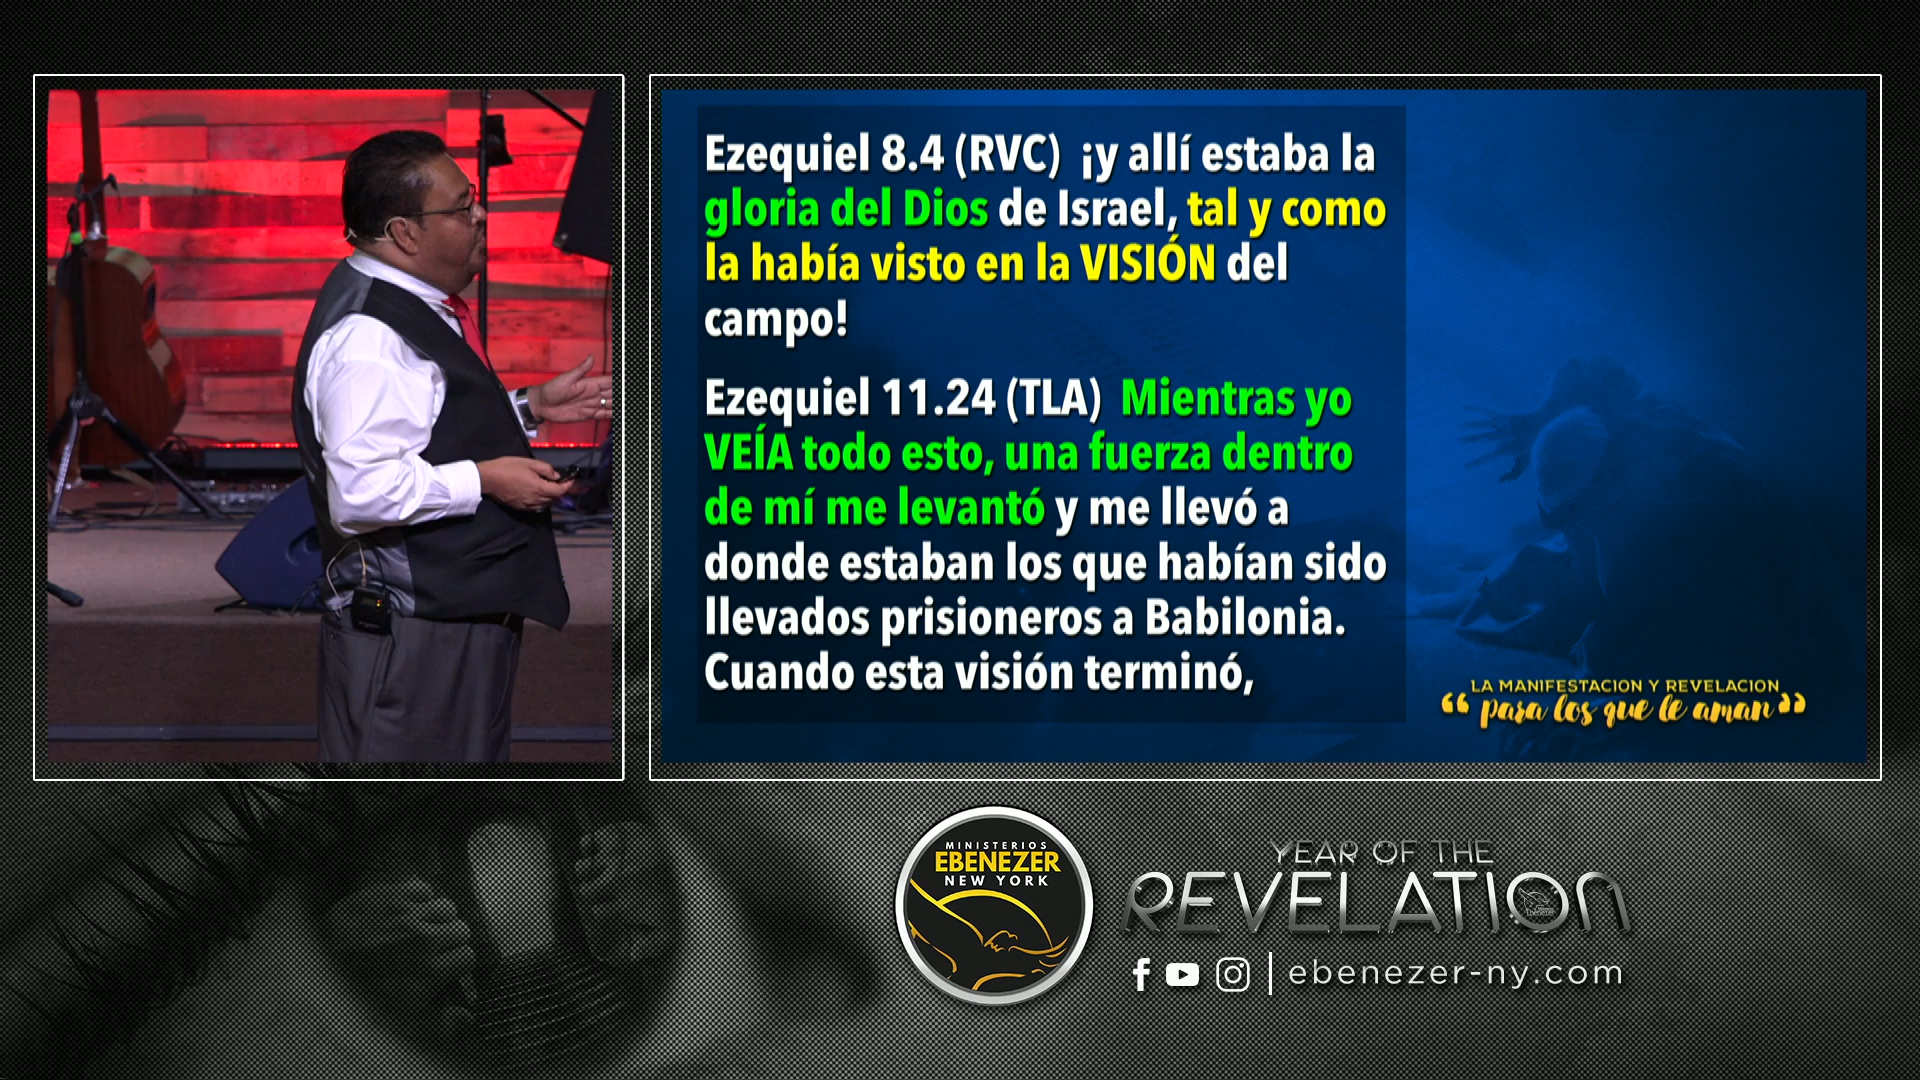 Ezequiel 8.4 (RVC) ¡y allí estaba la
gloria del Dios de Israel, tal y como
la había visto en la VISIÓN del
campo!
Ezequiel 11.24 (TLA) Mientras yo
VEÍA todo esto, una fuerza dentro
de mí me levantó y me llevó a
donde estaban los que habían sido
llevados prisioneros a Babilonia.
Cuando esta visión terminó,
LA MANIFESTACION Y REVELACION
“para los que le aman”
MINISTERIOS
EBENEZER
NEW YORK
YEAR OF THE
REVELATION
ebenezer-ny.com